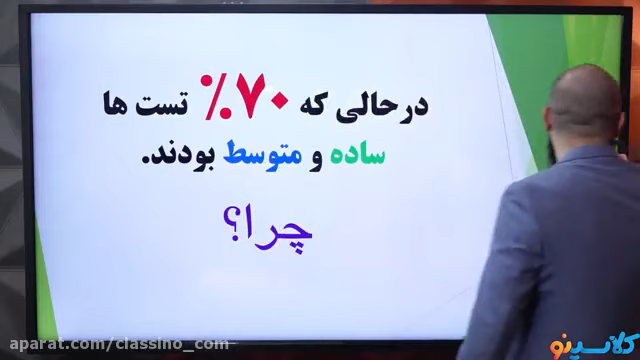 درحالی که ۷۰٪ تست ها
ساده و متوسط بودند.
چرا؟
کلاسینو
aparat.com/classino_com